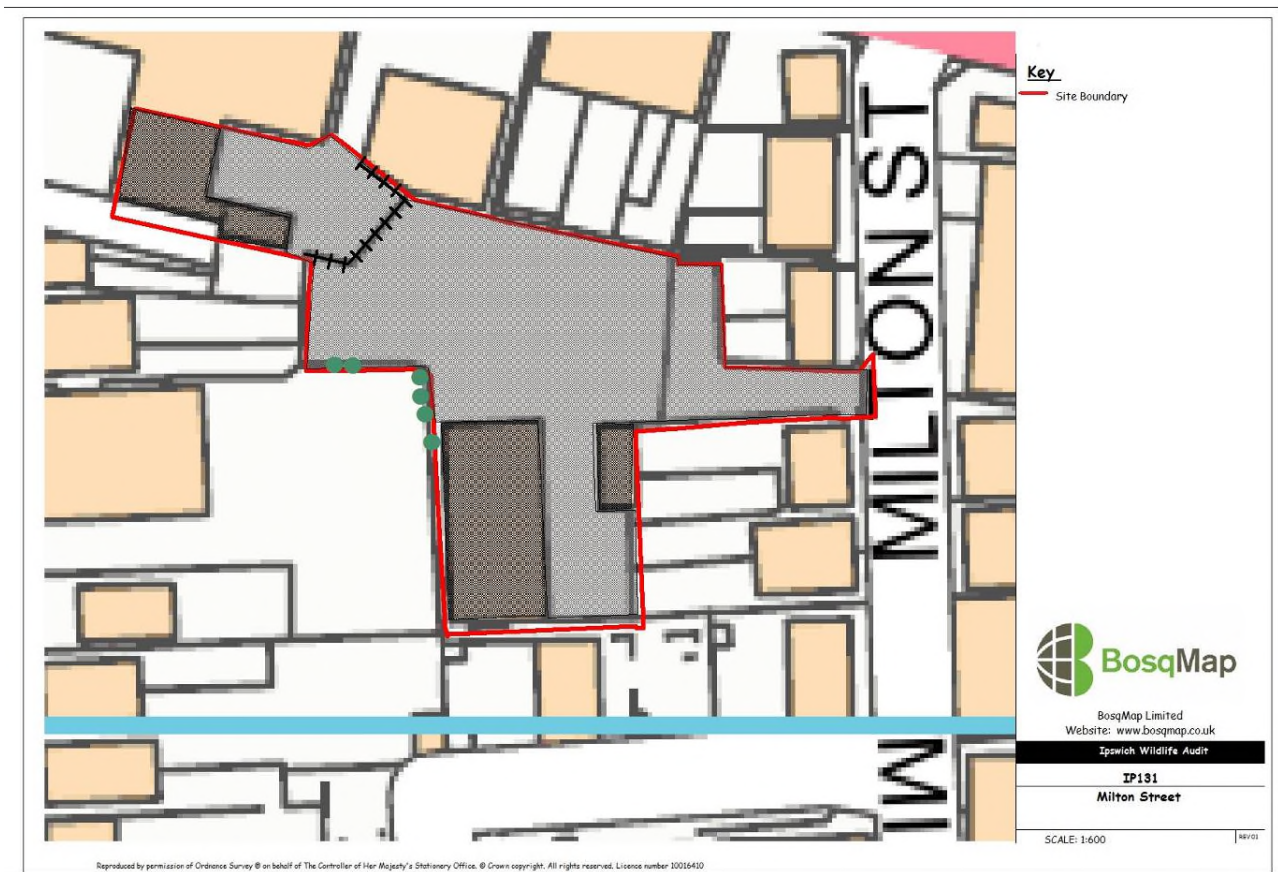 Key
Site Boundary
MILTON ST
MI
BosqMap
BosqMap Limited
Website: www.bosqmap.co.uk
Ipswich Wildlife Audit
IP131
Milton Street
SCALE: 1:600
REV01
Reproduced by permission of Ordnance Survey ® on behalf of The Controller of Her Majesty's Stationery Office. © Crown copyright. All rights reserved. Licence number 10016410